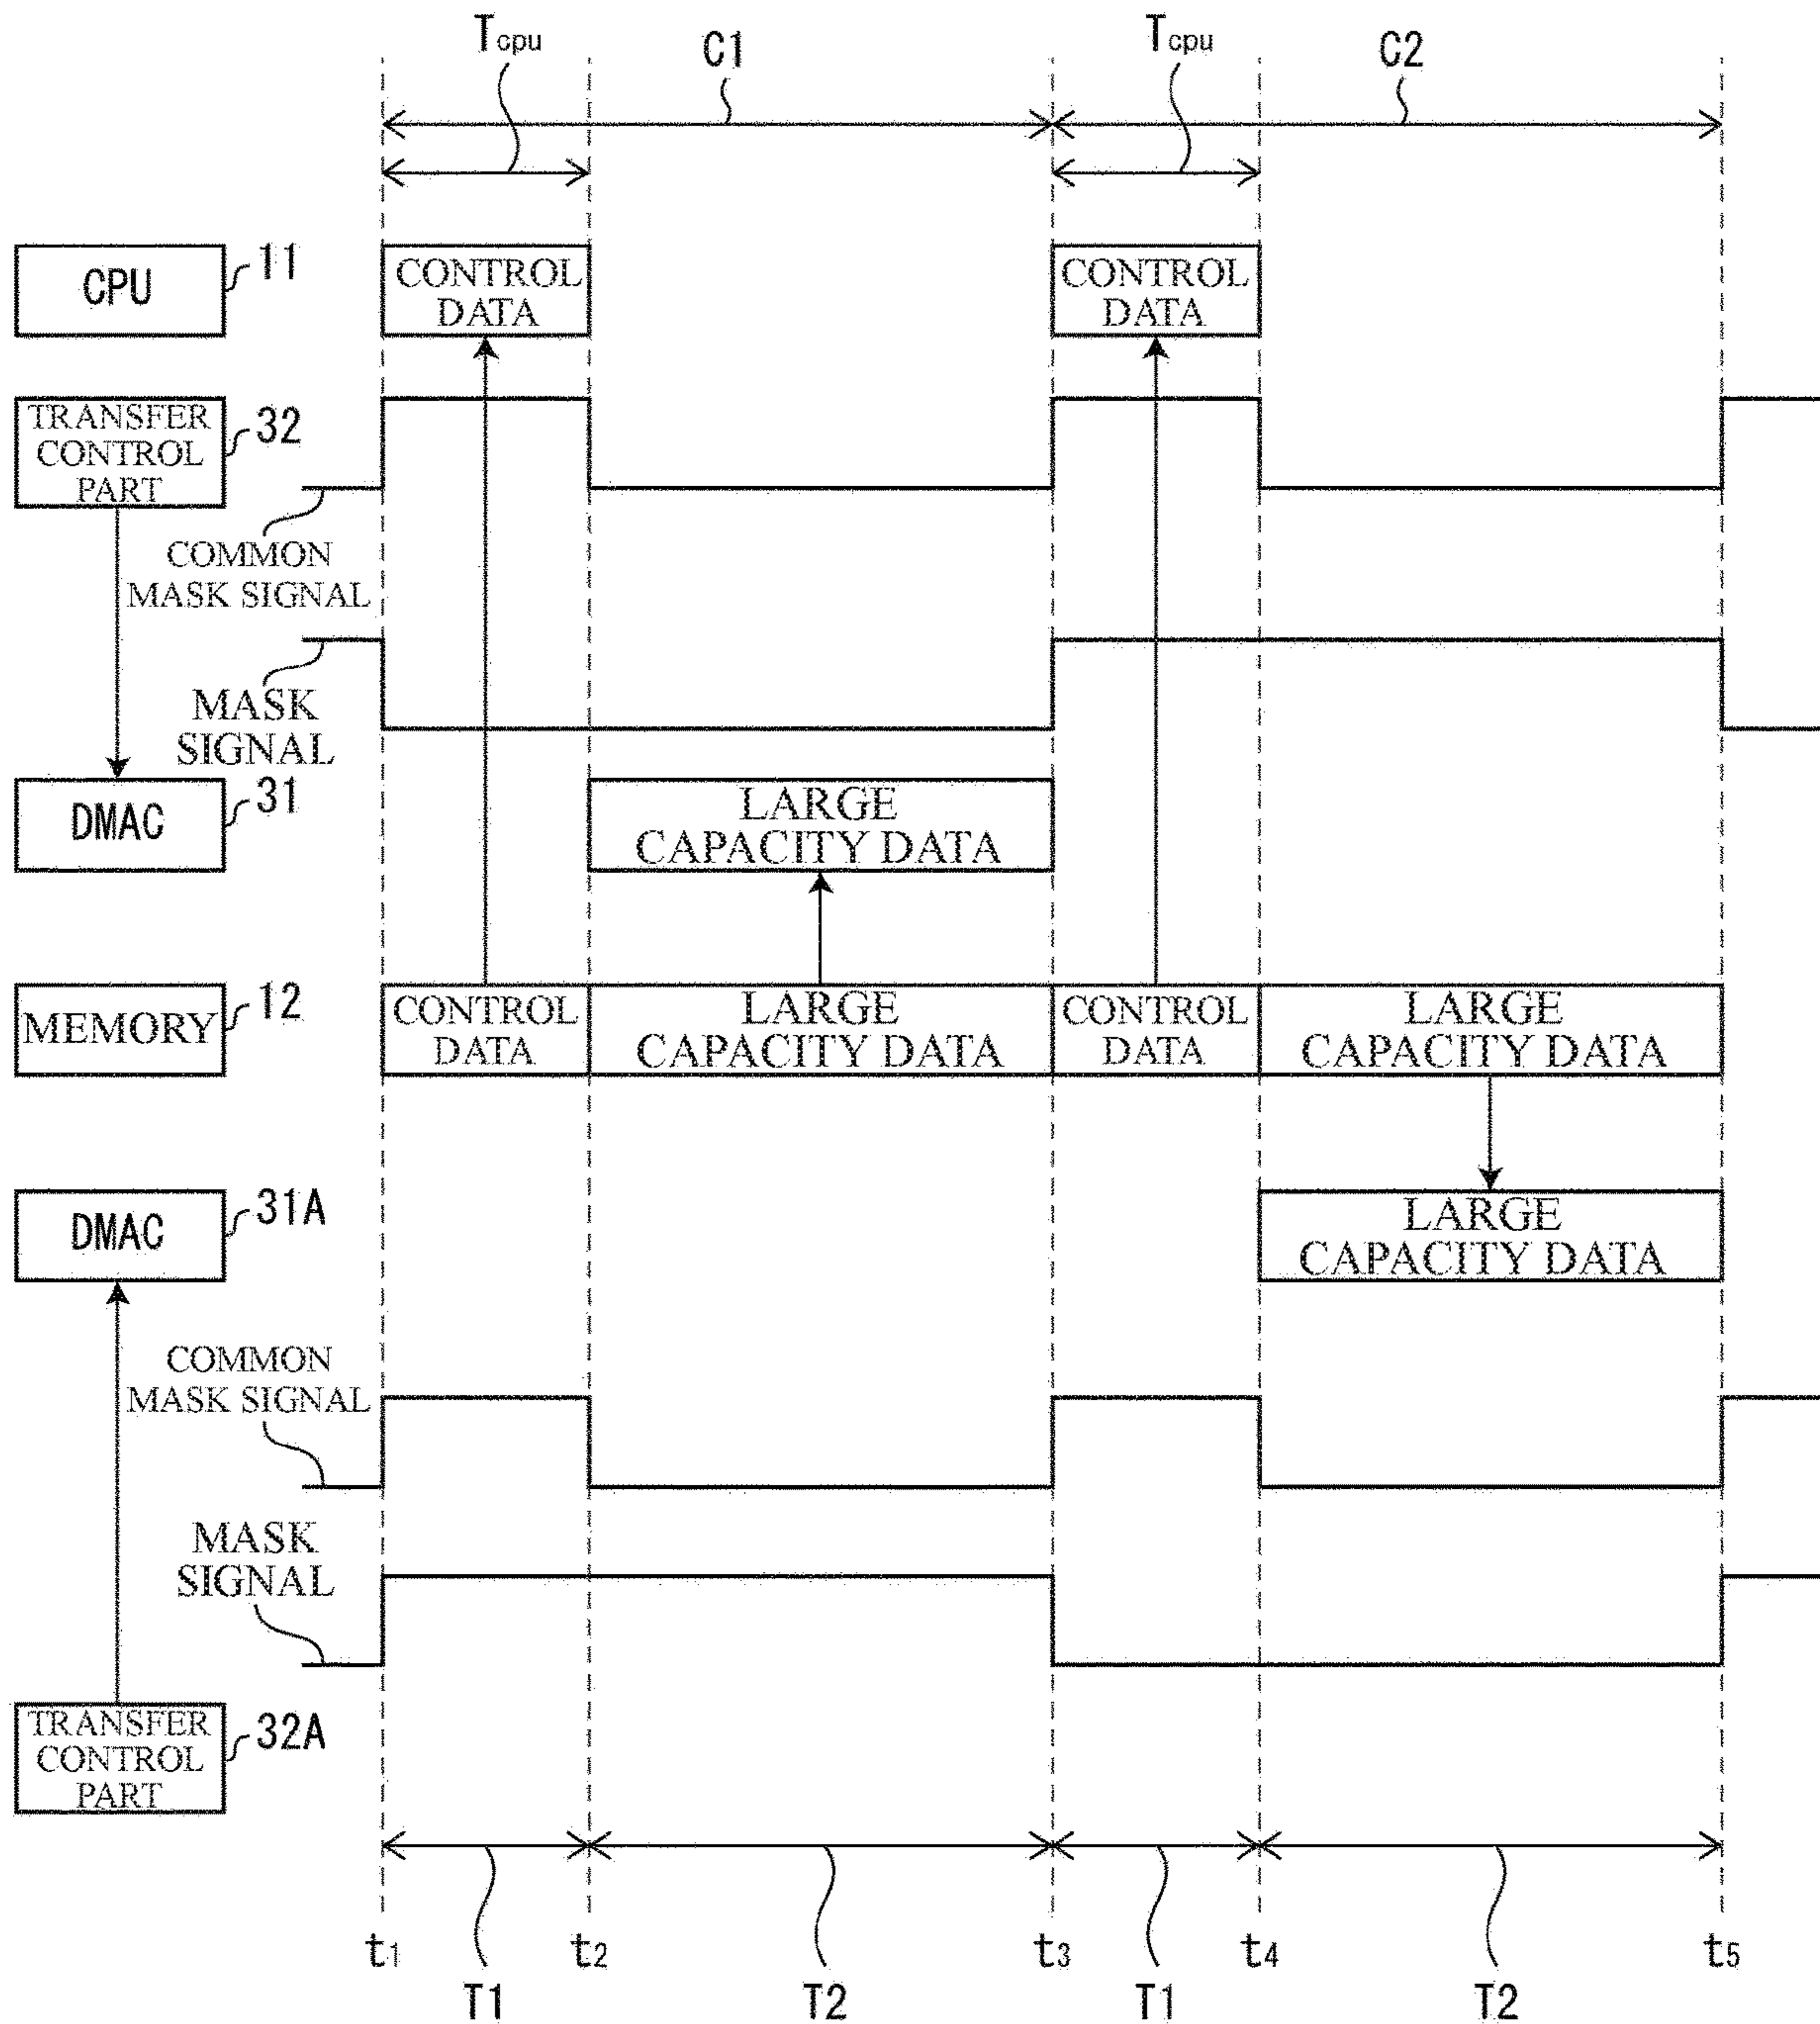 Tcpu
C1
Tcpu
C2
CPU
11
CONTROL
DATA
CONTROL
DATA
TRANSFER
CONTROL
PART
32
COMMON
MASK SIGNAL
MASK
SIGNAL
DMAC
31
LARGE
CAPACITY DATA
MEMORY
12
CONTROL
DATA
LARGE
CAPACITY DATA
CONTROL
DATA
LARGE
CAPACITY DATA
DMAC
31A
LARGE
CAPACITY DATA
COMMON
MASK SIGNAL
MASK
SIGNAL
TRANSFER
CONTROL
PART
32A
t1
t2
t3
t4
t5
T1
T2
T1
T2